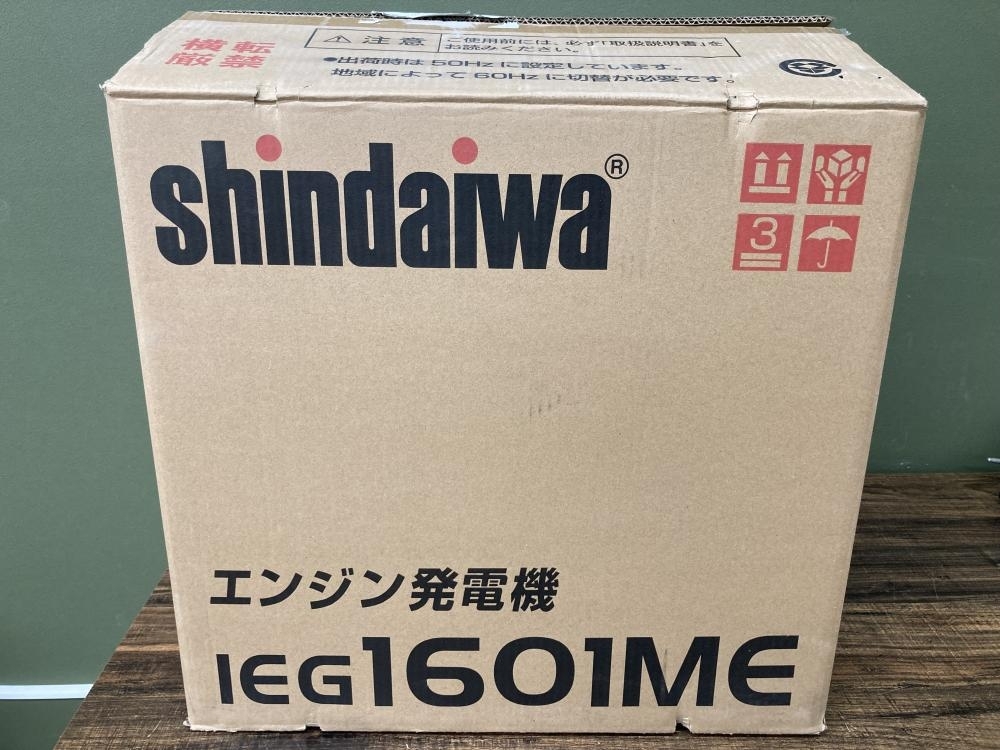 横転
厳禁
⚠ 注意
ご使用前には、必ず「取扱説明書」を
お読みください。
●出荷時は50Hzに設定しています。
地域によって60Hzに切替が必要です。
shindaiwa®
3
エンジン発電機
IEG1601ME